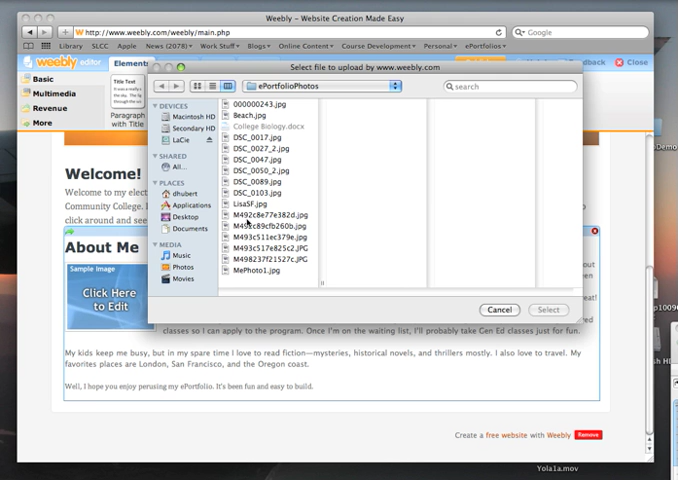 Weebly - Website Creation Made Easy
http://www.weebly.com/weebly/main.php
Google
Library SLCC Apple News (2078) Work Stuff Blogs Online Content Course Development Personal ePortfolios
weebly editor Elements Close
Select file to upload by www.weebly.com
Basic
Multimedia
Revenue
More
Title Text
Paragraph
with Title
ePortfolioPhotos
search
DEVICES
Macintosh HD
Secondary HD
LaCie
SHARED
All...
PLACES
dhubert
Applications
Desktop
Documents
MEDIA
Music
Photos
Movies
000000243.jpg
Beach.jpg
College Biology.docx
DSC_0017.jpg
DSC_0027_2.jpg
DSC_0047.jpg
DSC_0050_2.jpg
DSC_0089.jpg
DSC_0103.jpg
LisaSF.jpg
M492c8e77e382d.jpg
M493c511ec379e.jpg
M493c517e825c2.JPG
M498237f21527c.JPG
MePhoto1.jpg
Cancel Select
Welcome!
Welcome to my elect
Community College. I
click around and see
About Me
Sample Image
Click Here
to Edit
about
classes so I can apply to the program. Once I'm on the waiting list, I'll probably take Gen Ed classes just for fun.
My kids keep me busy, but in my spare time I love to read fiction—mysteries, historical novels, and thrillers mostly. I also love to travel. My
favorites places are London, San Francisco, and the Oregon coast.
Well, I hope you enjoy perusing my ePortfolio. It's been fun and easy to build.
Create a free website with Weebly Remove
Yola1a.mov